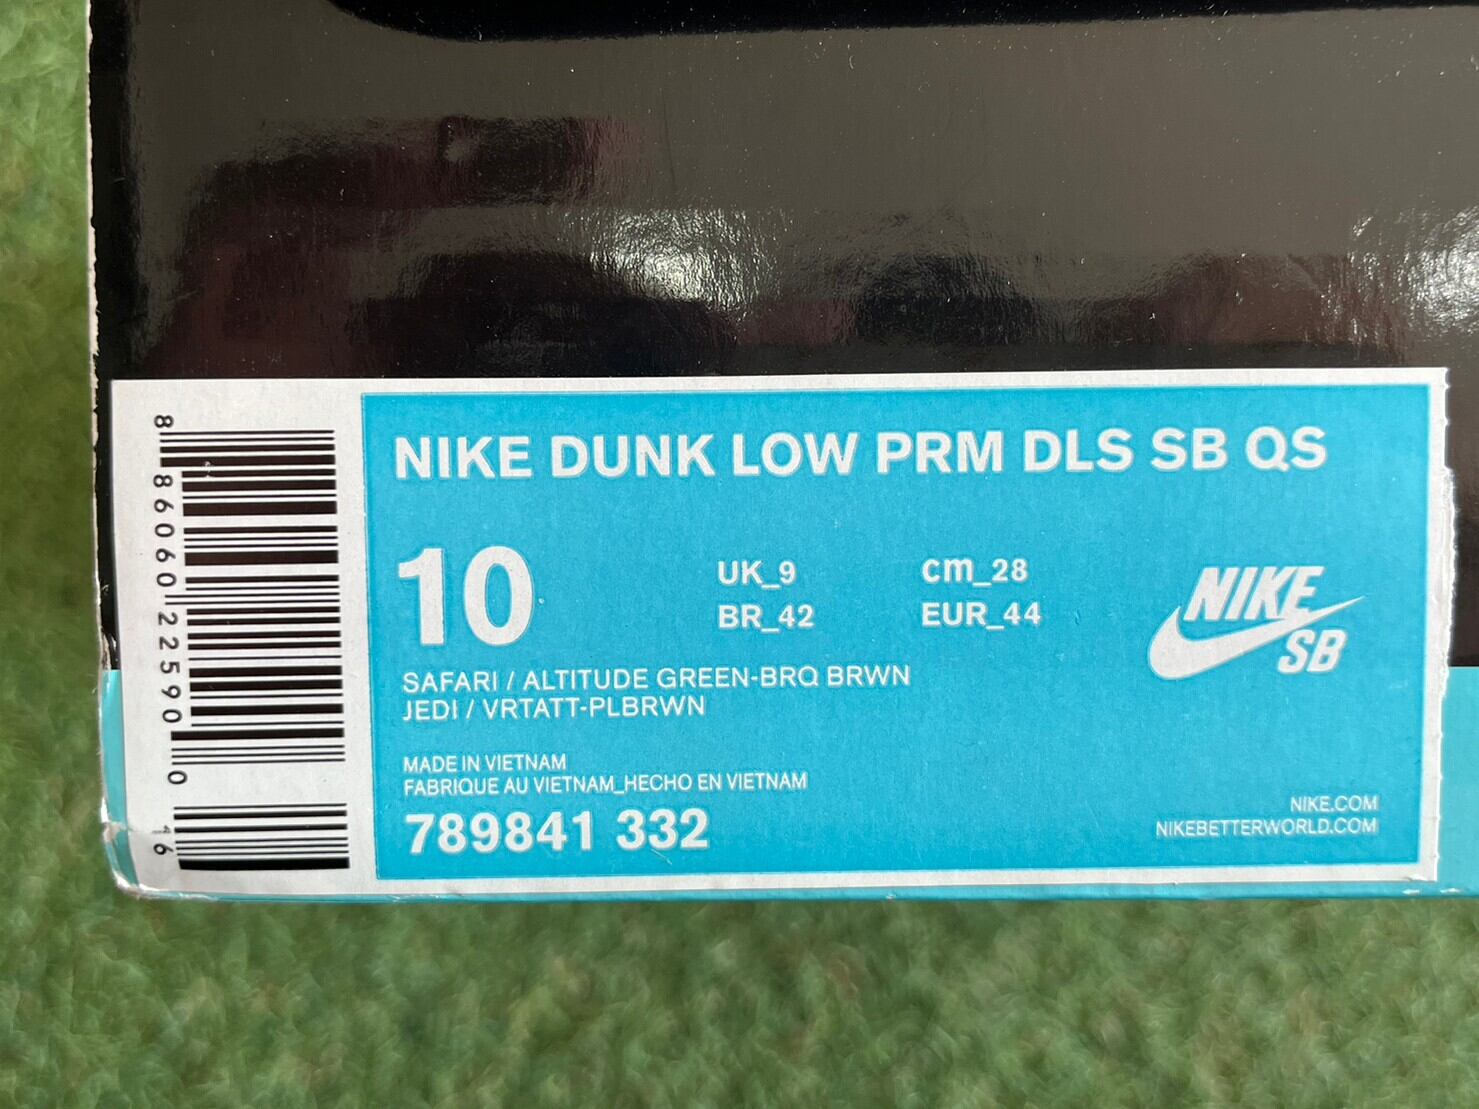 NIKE DUNK LOW PRM DLS SB QS
10
UK_9
cm_28
BR_42
EUR_44
NIKE
SB
SAFARI / ALTITUDE GREEN-BRQ BRWN
JEDI / VRTATT-PLBRWN
MADE IN VIETNAM
FABRIQUE AU VIETNAM_HECHO EN VIETNAM
789841 332
NIKE.COM
NIKEBETTERWORLD.COM
8 86060 22590 0 16